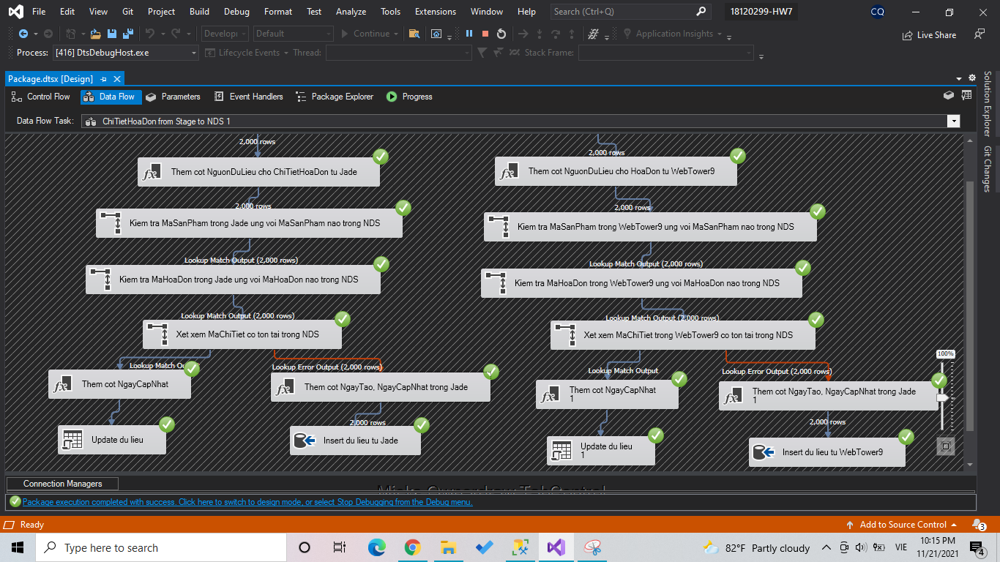 File Edit View Git Project Build Debug Format Test Analyze Tools Extensions Window Help Search (Ctrl+Q) 18120299-HW7 CQ
Develop Default Continue Application Insights Live Share
Process: [416] DtsDebugHost.exe Lifecycle Events Thread: Stack Frame:
Package.dtsx [Design]
Control Flow Data Flow Parameters Event Handlers Package Explorer Progress
Data Flow Task: ChiTietHoaDon from Stage to NDS 1
Solution Explorer
Git Changes
2,000 rows
2,000 rows
Them cot NguonDuLieu cho ChiTietHoaDon tu Jade
Them cot NguonDuLieu cho HoaDon tu WebTower9
2,000 rows
2,000 rows
Kiem tra MaSanPham trong Jade ung voi MaSanPham nao trong NDS
Kiem tra MaSanPham trong WebTower9 ung voi MaSanPham nao trong NDS
Lookup Match Output (2,000 rows)
Lookup Match Output (2,000 rows)
Kiem tra MaHoaDon trong Jade ung voi MaHoaDon nao trong NDS
Kiem tra MaHoaDon trong WebTower9 ung voi MaHoaDon nao trong NDS
Lookup Match Output (2,000 rows)
Lookup Match Output (2,000 rows)
Xet xem MaChiTiet co ton tai trong NDS
Xet xem MaChiTiet trong WebTower9 co ton tai trong NDS
100%
Lookup Match Lookup Error Output (2,000 rows)
Lookup Match Output Lookup Error Output (2,000 rows)
Them cot NgayCapNhat
Them cot NgayTao, NgayCapNhat trong Jade
Them cot NgayCapNhat
1
Them cot NgayTao, NgayCapNhat trong Jade
1
2,000 rows
2,000 rows
Update du lieu
Insert du lieu tu Jade
Update du lieu
1
Insert du lieu tu WebTower9
Connection Managers
Package execution completed with success. Click here to switch to design mode, or select Stop Debugging from the Debug menu.
Ready Add to Source Control 3
Type here to search 82°F Partly cloudy VIE 10:15 PM
11/21/2021 4